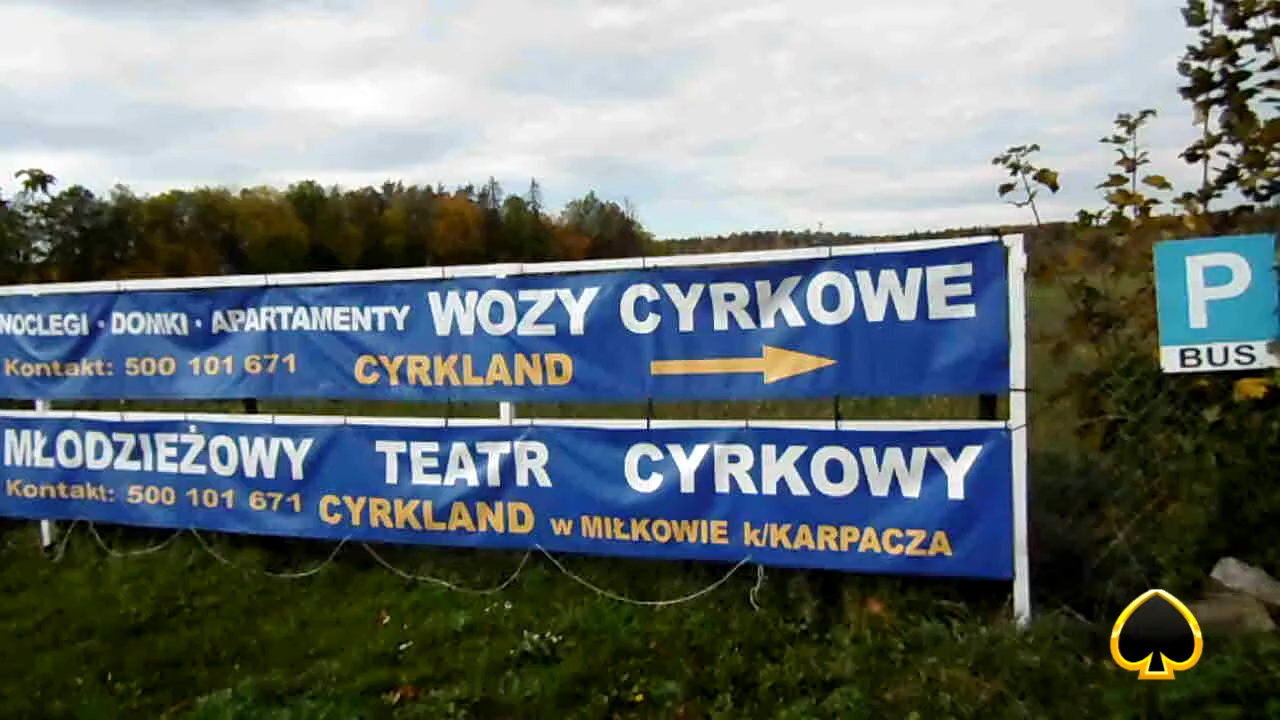 NOCLEGI · DOMKI · APARTAMENTY WOZY CYRKOWE
Kontakt: 500 101 671 CYRKLAND
MŁODZIEŻOWY TEATR CYRKOWY
Kontakt: 500 101 671 CYRKLAND w MIŁKOWIE k/KARPACZA
P
BUS